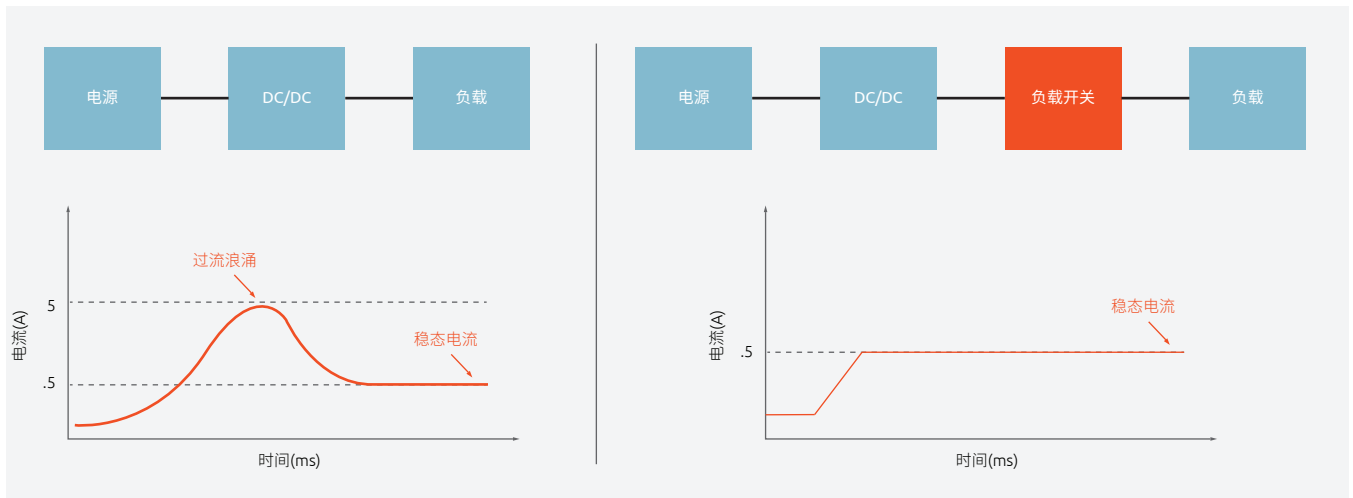 电源
DC/DC
负载
电源
DC/DC
负载开关
负载
过流浪涌
5
稳态电流
.5
电流(A)
时间(ms)
稳态电流
.5
电流(A)
时间(ms)